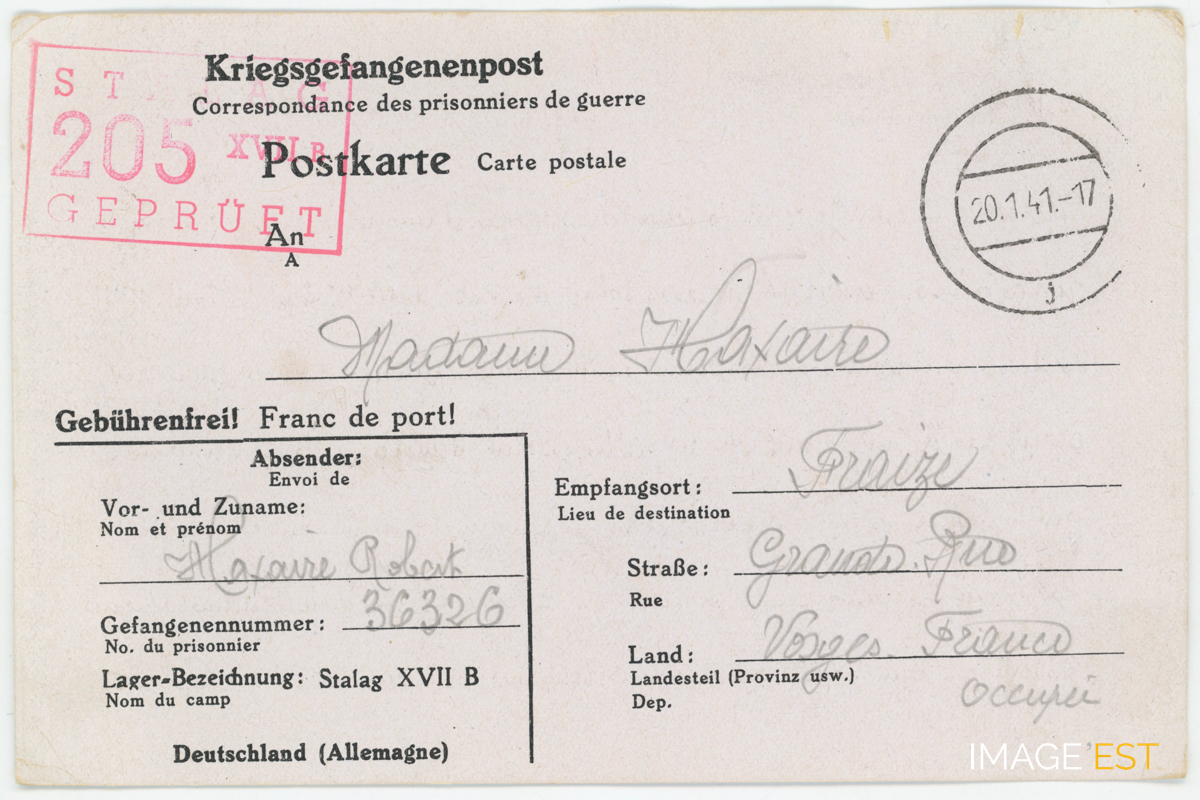 STALAG
205 XVII B
GEPRÜFT
Kriegsgefangenenpost
Correspondance des prisonniers de guerre
Postkarte Carte postale
An
A
20.1.41.-17
j
Madame Haxaire
Gebührenfrei! Franc de port!
Absender:
Envoi de
Vor- und Zuname:
Nom et prénom
Haxaire Robert
Gefangenennummer: 36326
No. du prisonnier
Lager-Bezeichnung: Stalag XVII B
Nom du camp
Deutschland (Allemagne)
Empfangsort: Fraize
Lieu de destination
Straße: Grande Rue
Rue
Land: Vosges. France
Landesteil (Provinz usw.)
Dep.
occupée
IMAGE'EST